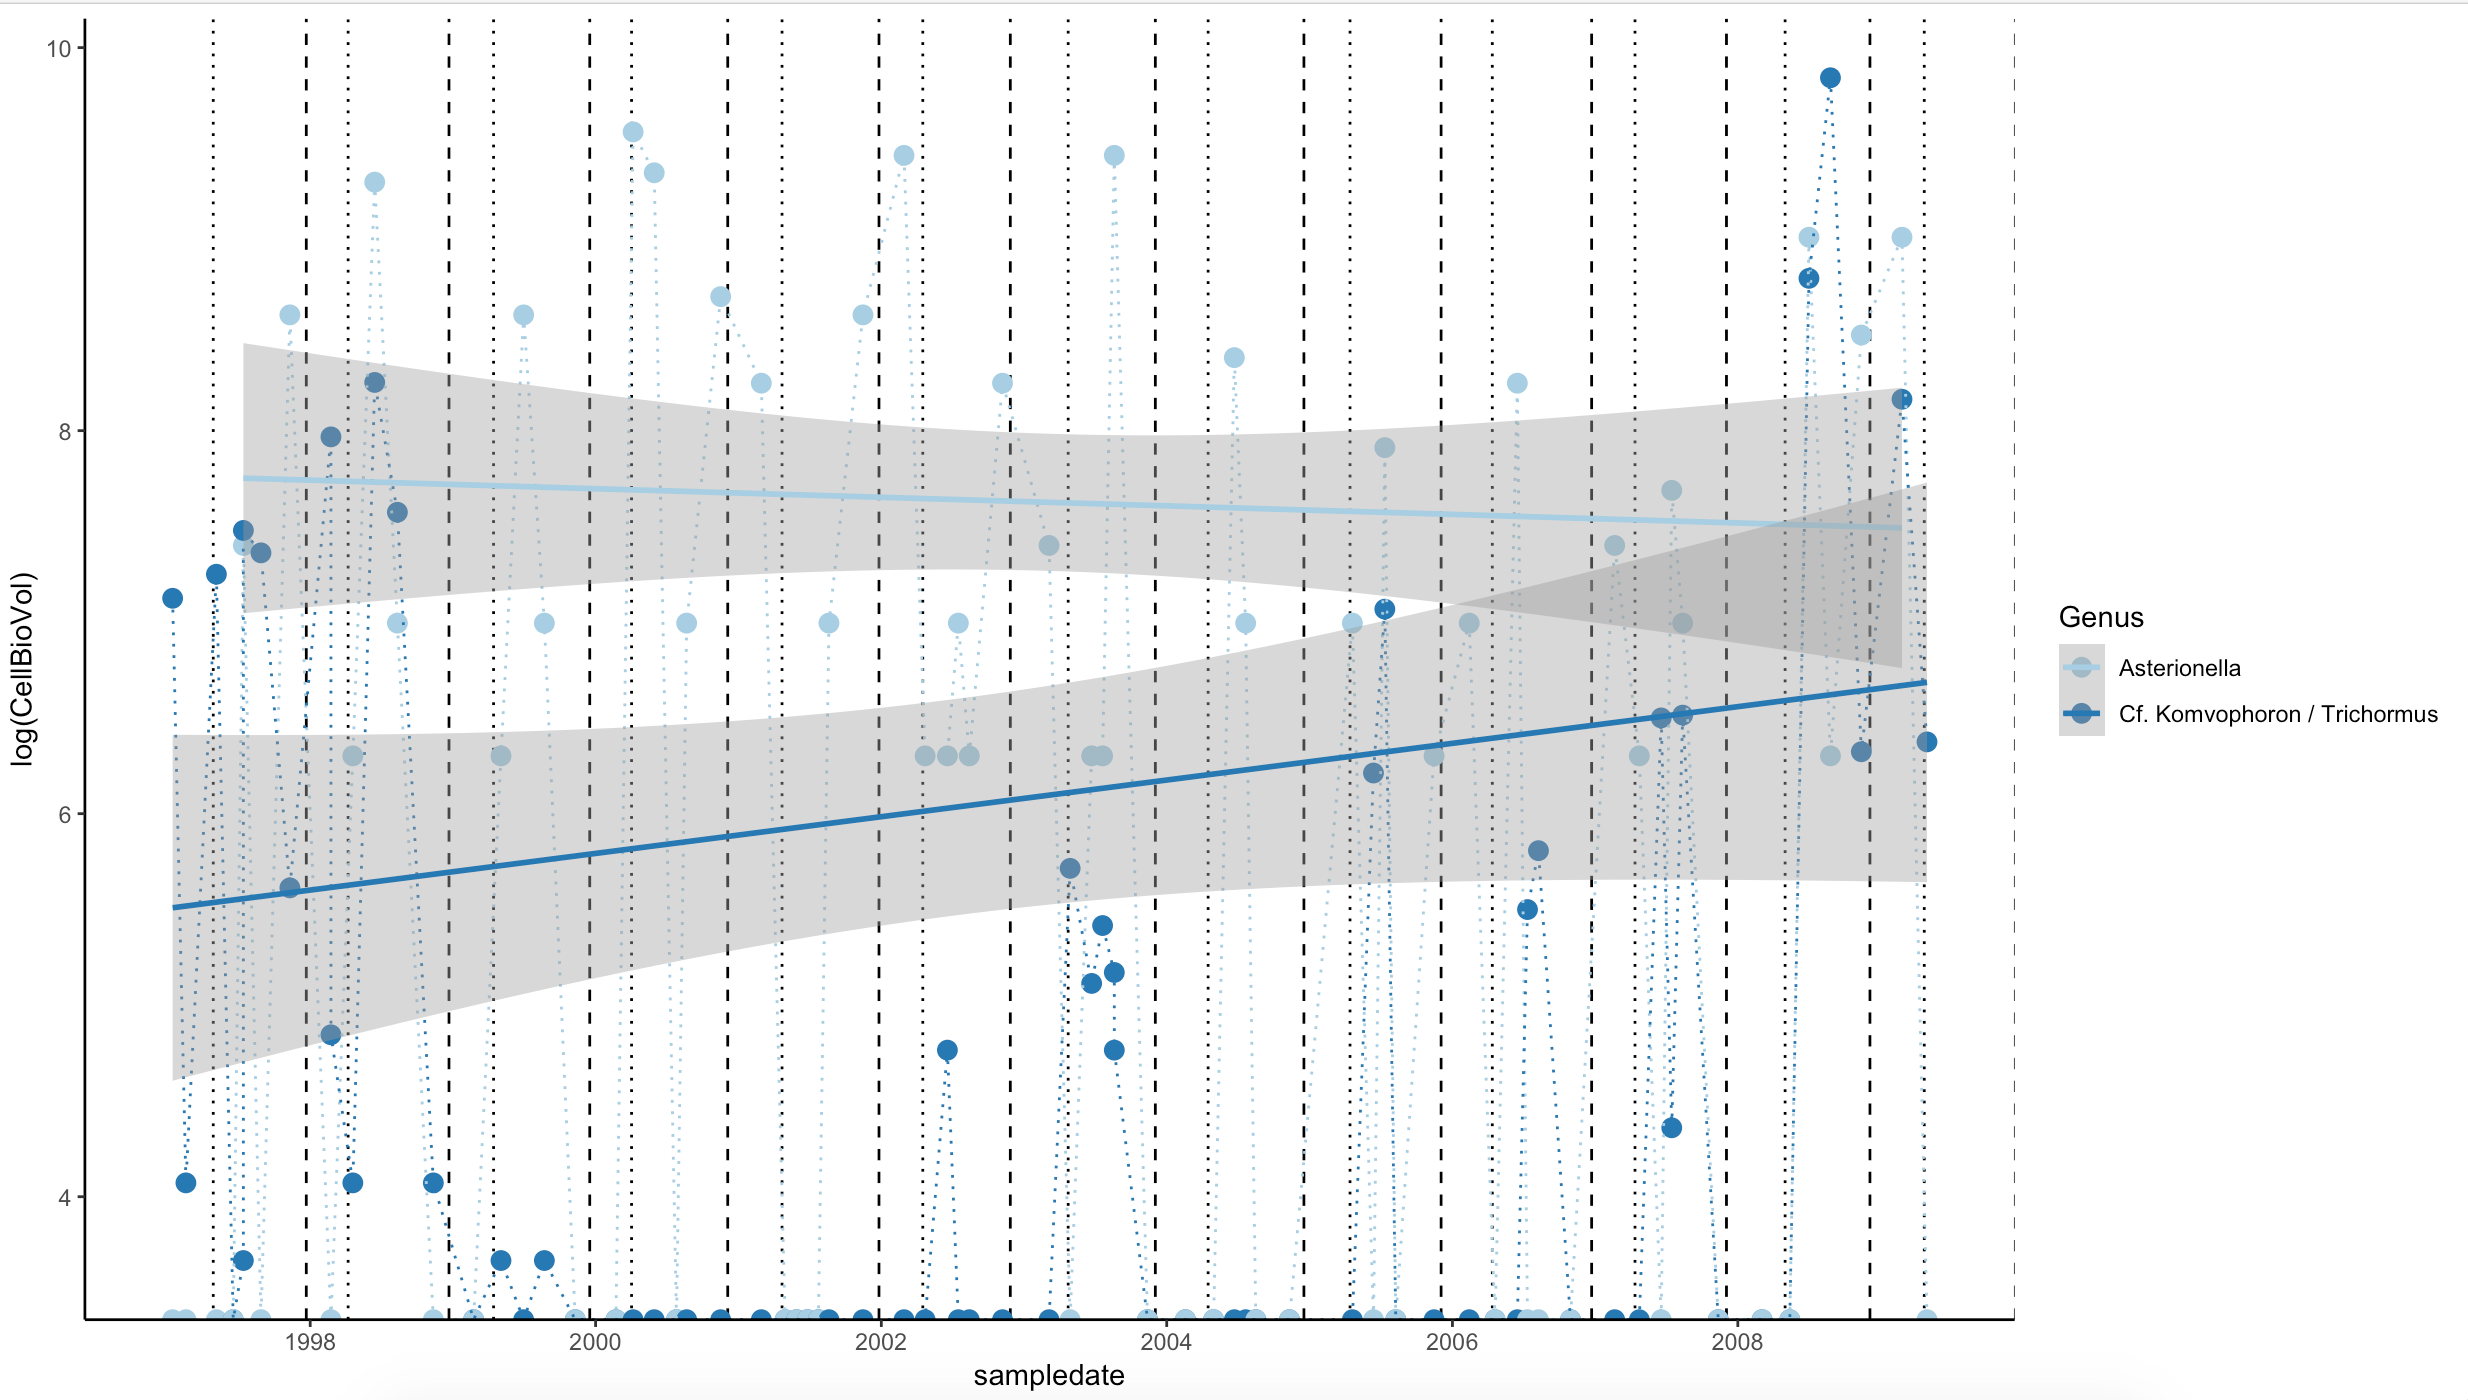 10
8
6
4
log(CellBioVol)
1998 2000 2002 2004 2006 2008
sampledate
Genus
Asterionella
Cf. Komvophoron / Trichormus